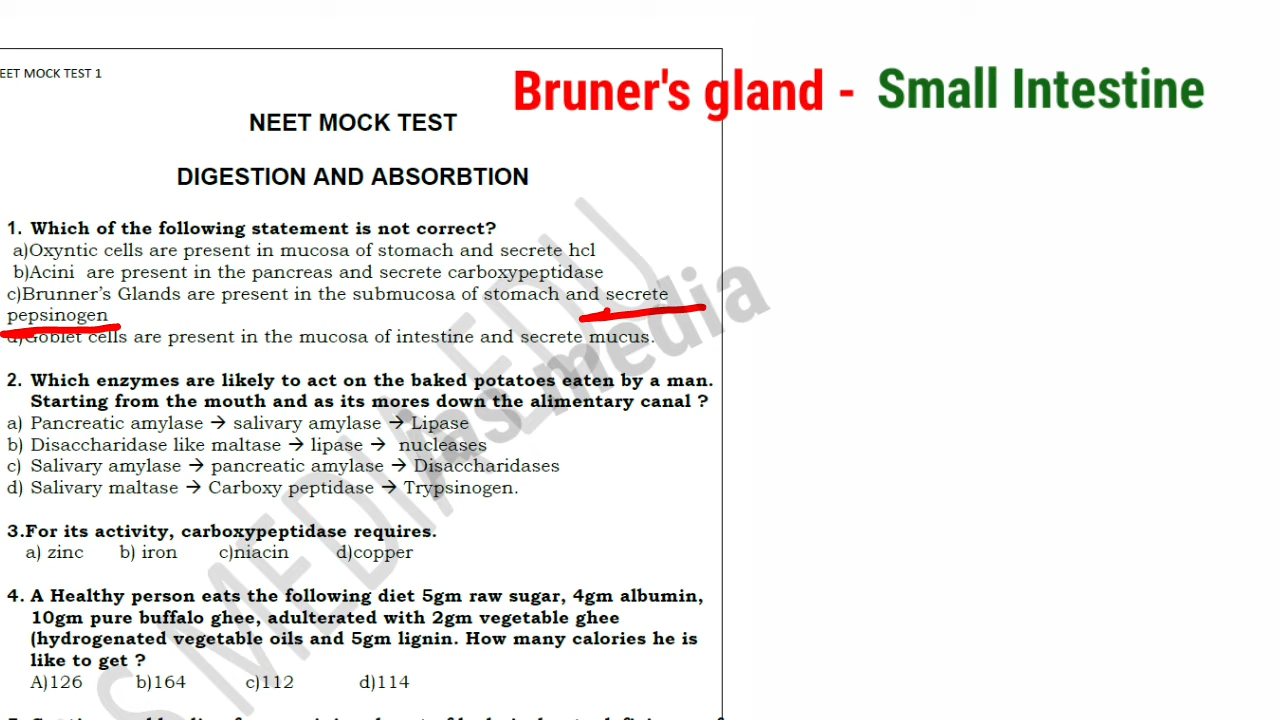 EET MOCK TEST 1
Bruner's gland - Small Intestine
NEET MOCK TEST
DIGESTION AND ABSORBTION
1. Which of the following statement is not correct?
a)Oxyntic cells are present in mucosa of stomach and secrete hcl
b)Acini are present in the pancreas and secrete carboxypeptidase
c)Brunner's Glands are present in the submucosa of stomach and secrete
pepsinogen
d)Goblet cells are present in the mucosa of intestine and secrete mucus.
2. Which enzymes are likely to act on the baked potatoes eaten by a man.
Starting from the mouth and as its mores down the alimentary canal ?
a) Pancreatic amylase → salivary amylase → Lipase
b) Disaccharidase like maltase → lipase → nucleases
c) Salivary amylase → pancreatic amylase → Disaccharidases
d) Salivary maltase → Carboxy peptidase → Trypsinogen.
3.For its activity, carboxypeptidase requires.
a) zinc b) iron c)niacin d)copper
4. A Healthy person eats the following diet 5gm raw sugar, 4gm albumin,
10gm pure buffalo ghee, adulterated with 2gm vegetable ghee
(hydrogenated vegetable oils and 5gm lignin. How many calories he is
like to get ?
A)126 b)164 c)112 d)114
Jas media
S MEDIA EDU